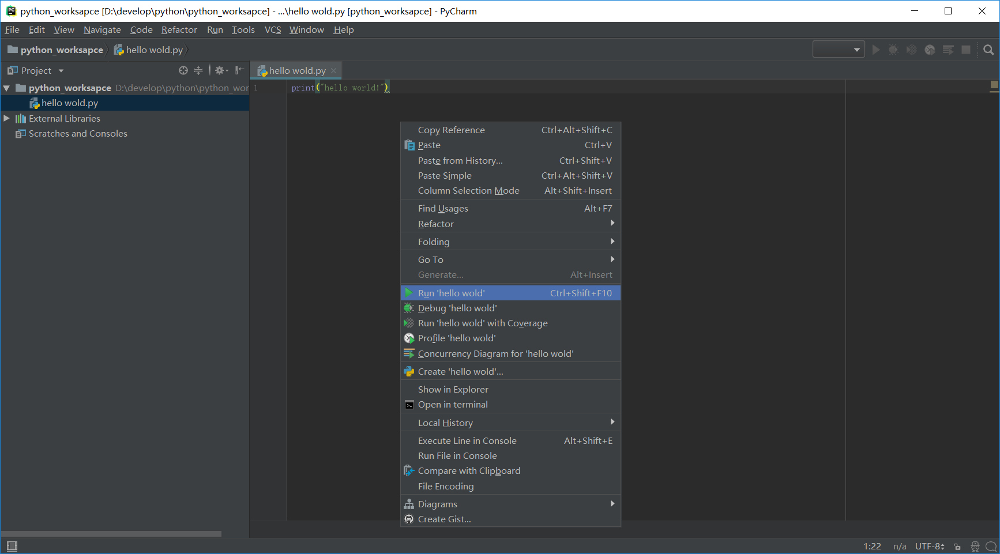 python_worksapce [D:\develop\python\python_worksapce] - ...\hello wold.py [python_worksapce] - PyCharm
File Edit View Navigate Code Refactor Run Tools VCS Window Help
python_worksapce hello wold.py
Project
hello wold.py
python_worksapce D:\develop\python\python_wor
hello wold.py
External Libraries
Scratches and Consoles
1 print("hello world!")
Copy Reference Ctrl+Alt+Shift+C
Paste Ctrl+V
Paste from History... Ctrl+Shift+V
Paste Simple Ctrl+Alt+Shift+V
Column Selection Mode Alt+Shift+Insert
Find Usages Alt+F7
Refactor
Folding
Go To
Generate... Alt+Insert
Run 'hello wold' Ctrl+Shift+F10
Debug 'hello wold'
Run 'hello wold' with Coverage
Profile 'hello wold'
Concurrency Diagram for 'hello wold'
Create 'hello wold'...
Show in Explorer
Open in terminal
Local History
Execute Line in Console Alt+Shift+E
Run File in Console
Compare with Clipboard
File Encoding
Diagrams
Create Gist...
1:22 n/a UTF-8